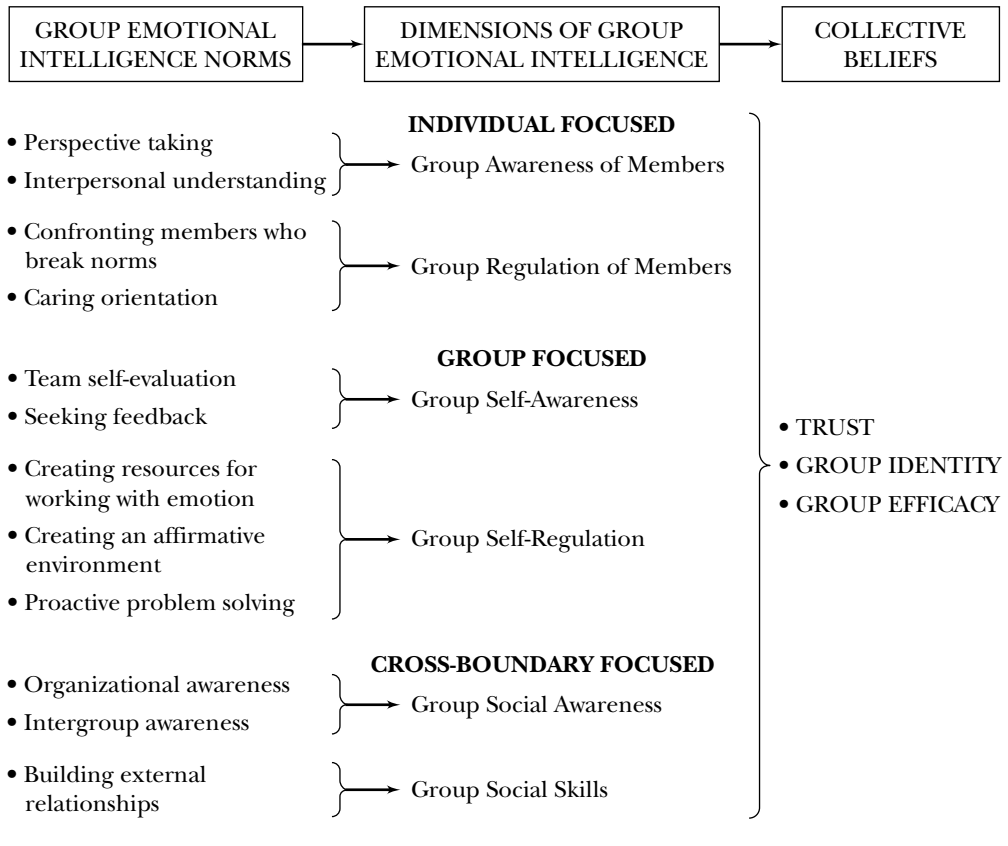 GROUP EMOTIONAL
INTELLIGENCE NORMS
DIMENSIONS OF GROUP
EMOTIONAL INTELLIGENCE
COLLECTIVE
BELIEFS
INDIVIDUAL FOCUSED
• Perspective taking
• Interpersonal understanding
Group Awareness of Members
• Confronting members who
break norms
• Caring orientation
Group Regulation of Members
GROUP FOCUSED
• Team self-evaluation
• Seeking feedback
Group Self-Awareness
• Creating resources for
working with emotion
• Creating an affirmative
environment
• Proactive problem solving
Group Self-Regulation
CROSS-BOUNDARY FOCUSED
• Organizational awareness
• Intergroup awareness
Group Social Awareness
• Building external
relationships
Group Social Skills
• TRUST
• GROUP IDENTITY
• GROUP EFFICACY